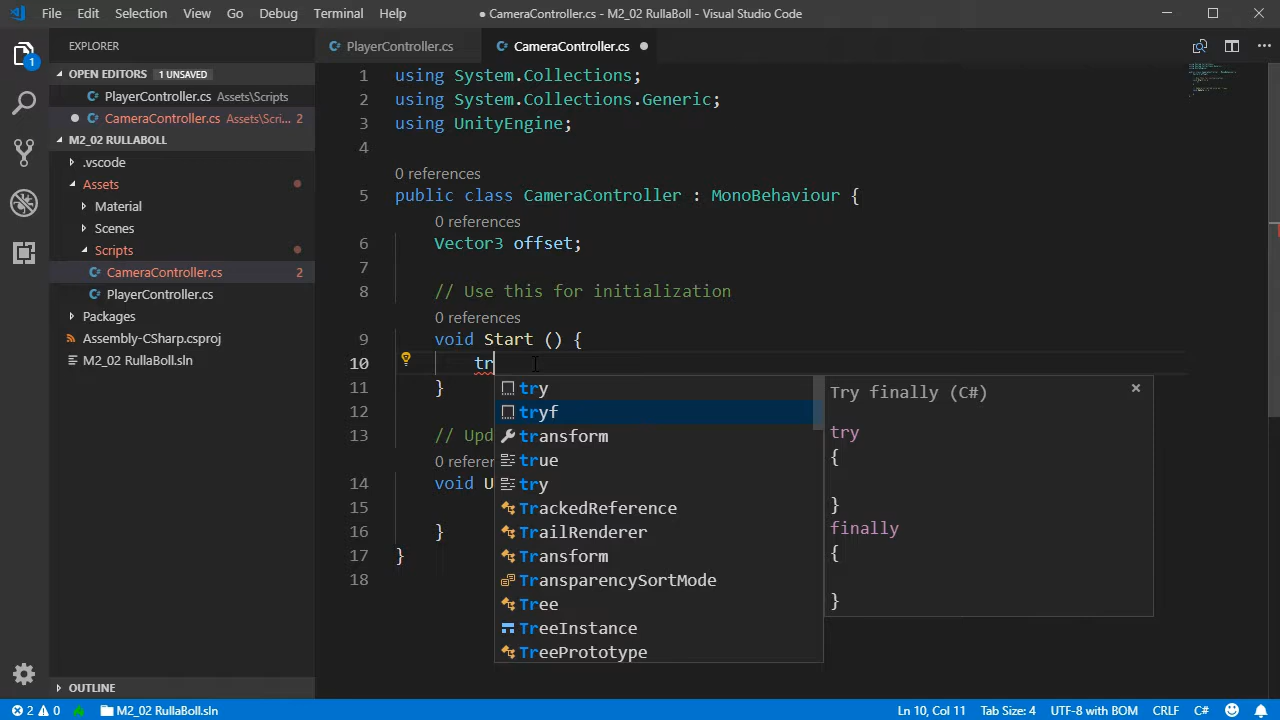 File Edit Selection View Go Debug Terminal Help
● CameraController.cs - M2_02 RullaBoll - Visual Studio Code
EXPLORER
OPEN EDITORS 1 UNSAVED
PlayerController.cs Assets\Scripts
CameraController.cs Assets\Scri... 2
M2_02 RULLABOLL
.vscode
Assets
Material
Scenes
Scripts
CameraController.cs 2
PlayerController.cs
Packages
Assembly-CSharp.csproj
M2_02 RullaBoll.sln
OUTLINE
1
PlayerController.cs CameraController.cs
1 using System.Collections;
2 using System.Collections.Generic;
3 using UnityEngine;
4
0 references
5 public class CameraController : MonoBehaviour {
0 references
6 Vector3 offset;
7
8 // Use this for initialization
0 references
9 void Start () {
10 tr
11 }
12
13 // Upd
0 referen
14 void U
15
16 }
17 }
18
try
tryf
transform
true
try
TrackedReference
TrailRenderer
Transform
TransparencySortMode
Tree
TreeInstance
TreePrototype
Try finally (C#)
try
{
}
finally
{
}
2 0 M2_02 RullaBoll.sln Ln 10, Col 11 Tab Size: 4 UTF-8 with BOM CRLF C#